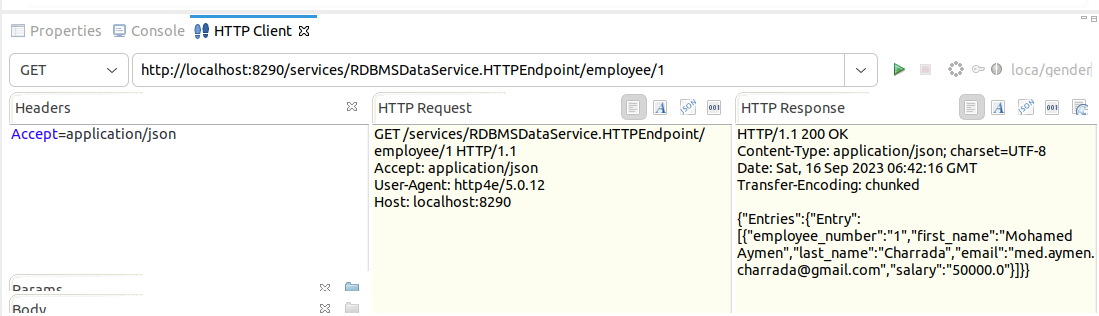 Properties Console HTTP Client
GET http://localhost:8290/services/RDBMSDataService.HTTPEndpoint/employee/1 loca/gender
Headers
Accept=application/json
Params
Body
HTTP Request
GET /services/RDBMSDataService.HTTPEndpoint/
employee/1 HTTP/1.1
Accept: application/json
User-Agent: http4e/5.0.12
Host: localhost:8290
HTTP Response
HTTP/1.1 200 OK
Content-Type: application/json; charset=UTF-8
Date: Sat, 16 Sep 2023 06:42:16 GMT
Transfer-Encoding: chunked
{"Entries":{"Entry":
[{"employee_number":"1","first_name":"Mohamed
Aymen","last_name":"Charrada","email":"med.aymen.
charrada@gmail.com","salary":"50000.0"}]}}